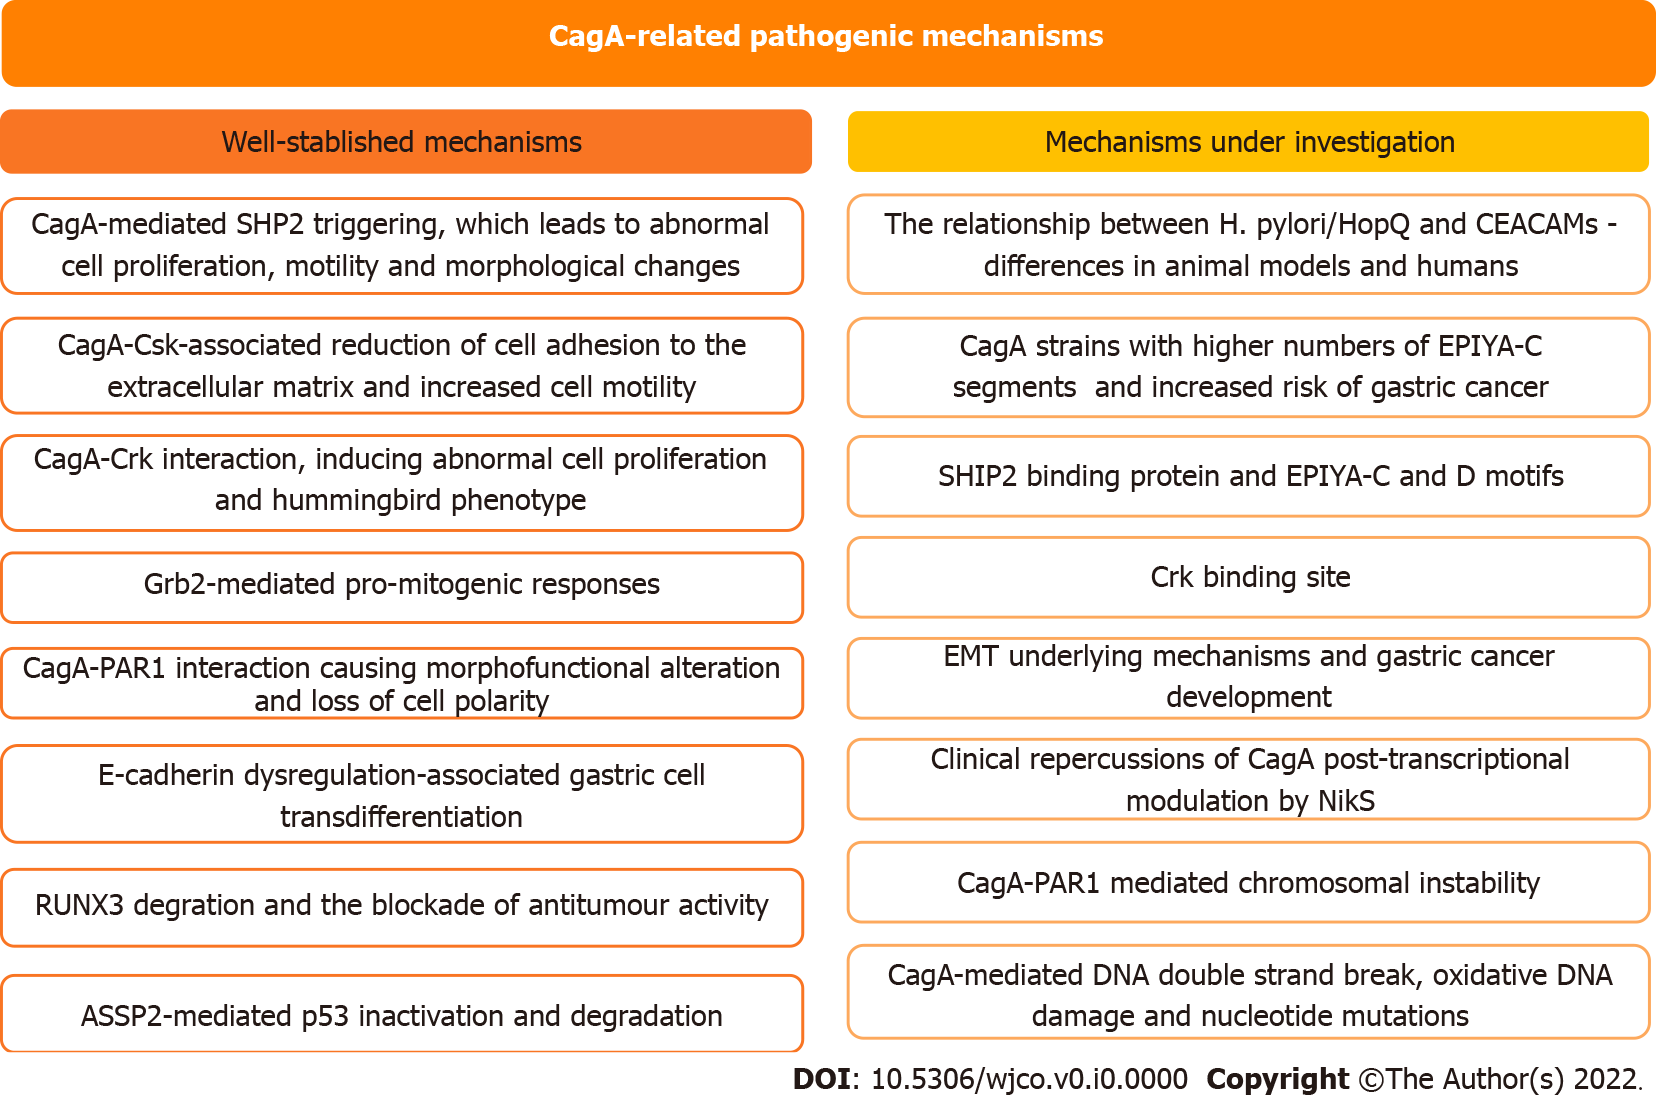 CagA-related pathogenic mechanisms
Well-stablished mechanisms
CagA-mediated SHP2 triggering, which leads to abnormal
cell proliferation, motility and morphological changes
CagA-Csk-associated reduction of cell adhesion to the
extracellular matrix and increased cell motility
CagA-Crk interaction, inducing abnormal cell proliferation
and hummingbird phenotype
Grb2-mediated pro-mitogenic responses
CagA-PAR1 interaction causing morphofunctional alteration
and loss of cell polarity
E-cadherin dysregulation-associated gastric cell
transdifferentiation
RUNX3 degration and the blockade of antitumour activity
ASSP2-mediated p53 inactivation and degradation
Mechanisms under investigation
The relationship between H. pylori/HopQ and CEACAMs -
differences in animal models and humans
CagA strains with higher numbers of EPIYA-C
segments  and increased risk of gastric cancer
SHIP2 binding protein and EPIYA-C and D motifs
Crk binding site
EMT underlying mechanisms and gastric cancer
development
Clinical repercussions of CagA post-transcriptional
modulation by NikS
CagA-PAR1 mediated chromosomal instability
CagA-mediated DNA double strand break, oxidative DNA
damage and nucleotide mutations
DOI: 10.5306/wjco.v0.i0.0000  Copyright ©The Author(s) 2022.